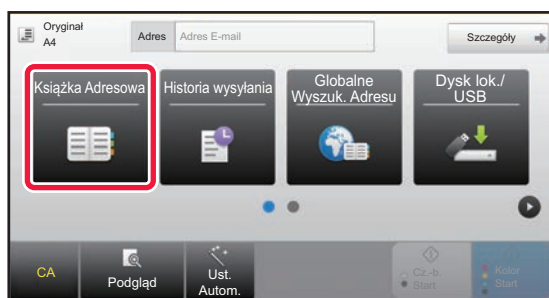 Oryginał
A4
Adres
Adres E-mail
Szczegóły
Książka Adresowa
Historia wysyłania
Globalne
Wyszuk. Adresu
Dysk lok./
USB
CA
Podgląd
Ust.
Autom.
Cz.-b.
Start
Kolor
Start